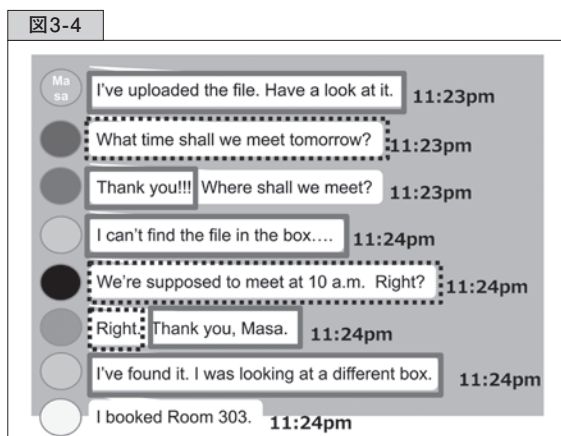 図3-4
Masa
I've uploaded the file. Have a look at it. 11:23pm
What time shall we meet tomorrow? 11:23pm
Thank you!!! Where shall we meet? 11:23pm
I can't find the file in the box.... 11:24pm
We're supposed to meet at 10 a.m. Right? 11:24pm
Right. Thank you, Masa. 11:24pm
I've found it. I was looking at a different box. 11:24pm
I booked Room 303. 11:24pm